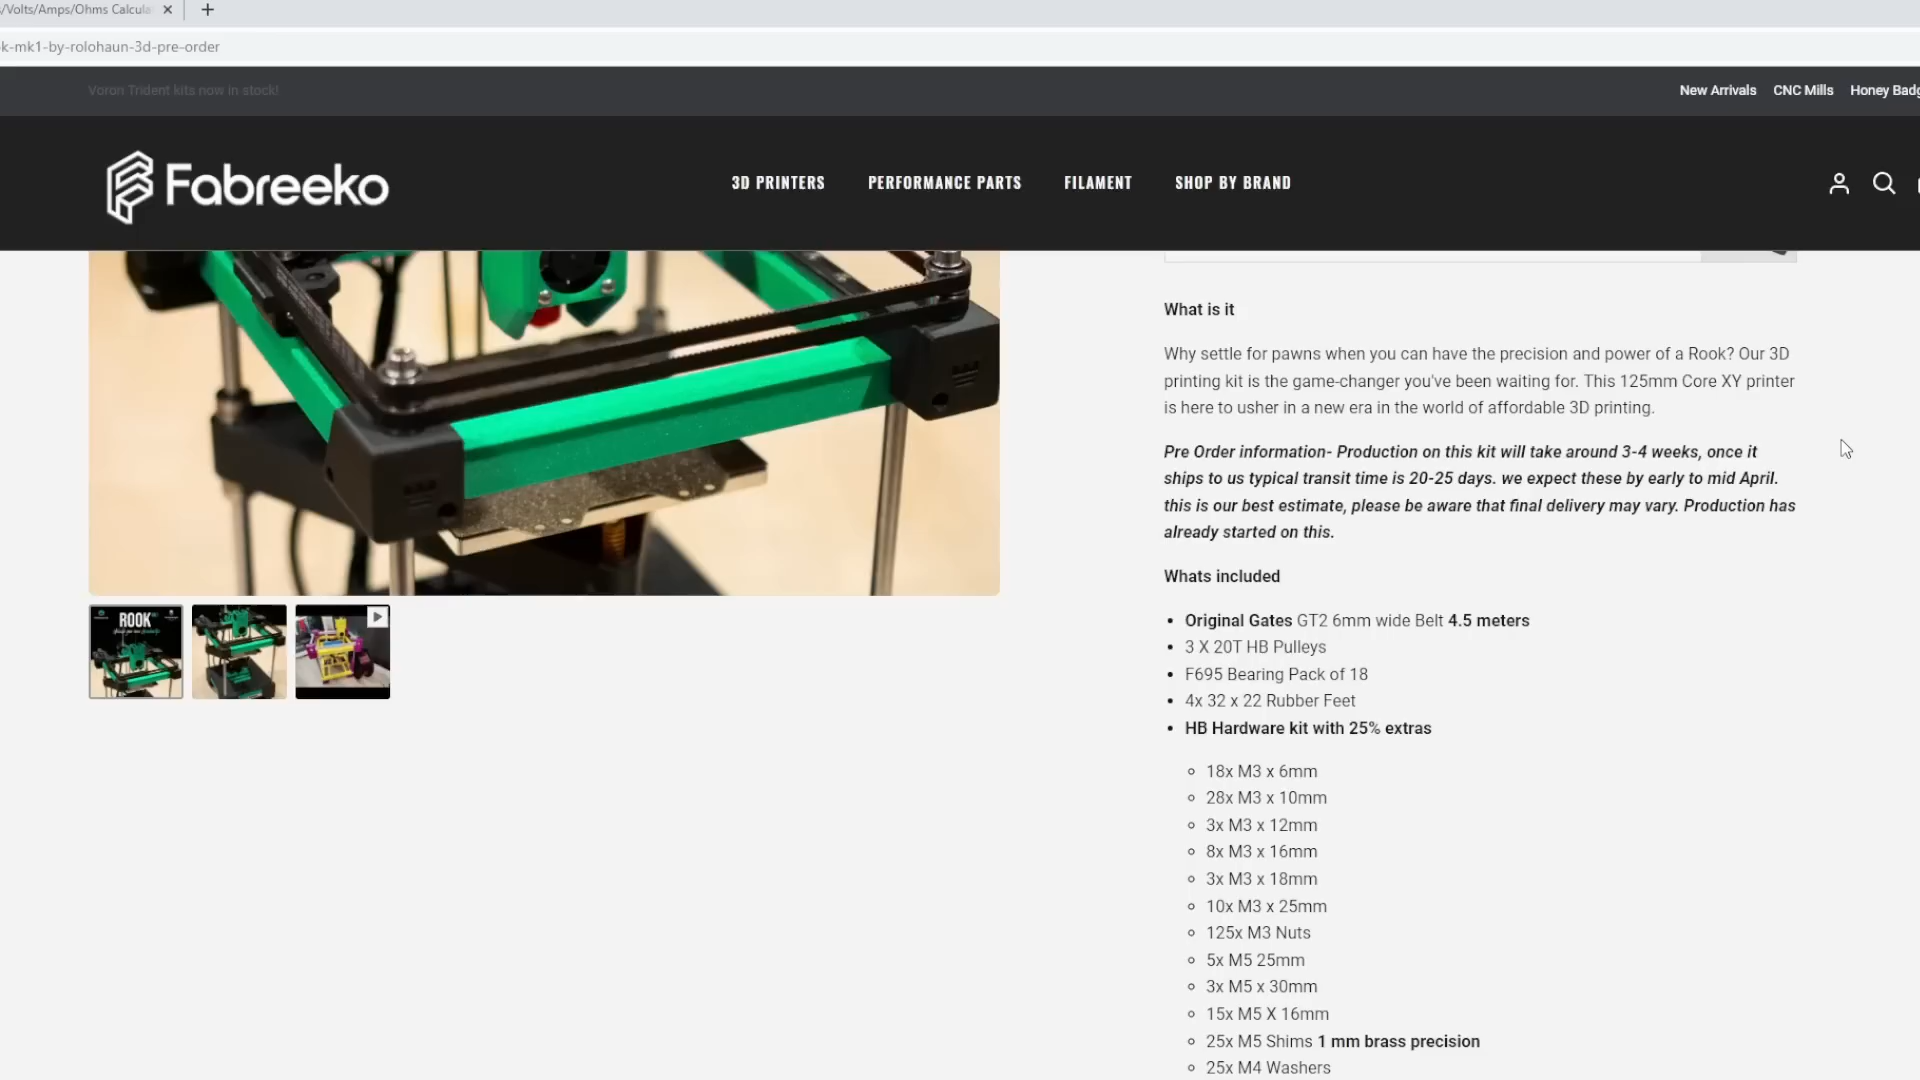 /Volts/Amps/Ohms Calcula
k-mk1-by-rolohaun-3d-pre-order
Voron Trident kits now in stock!
New Arrivals CNC Mills Honey Badg
Fabreeko
3D PRINTERS PERFORMANCE PARTS FILAMENT SHOP BY BRAND
What is it
Why settle for pawns when you can have the precision and power of a Rook? Our 3D
printing kit is the game-changer you've been waiting for. This 125mm Core XY printer
is here to usher in a new era in the world of affordable 3D printing.
Pre Order information- Production on this kit will take around 3-4 weeks, once it
ships to us typical transit time is 20-25 days. we expect these by early to mid April.
this is our best estimate, please be aware that final delivery may vary. Production has
already started on this.
Whats included
Original Gates GT2 6mm wide Belt 4.5 meters
3 X 20T HB Pulleys
F695 Bearing Pack of 18
4x 32 x 22 Rubber Feet
HB Hardware kit with 25% extras
18x M3 x 6mm
28x M3 x 10mm
3x M3 x 12mm
8x M3 x 16mm
3x M3 x 18mm
10x M3 x 25mm
125x M3 Nuts
5x M5 25mm
3x M5 x 30mm
15x M5 X 16mm
25x M5 Shims 1 mm brass precision
25x M4 Washers
ROOK